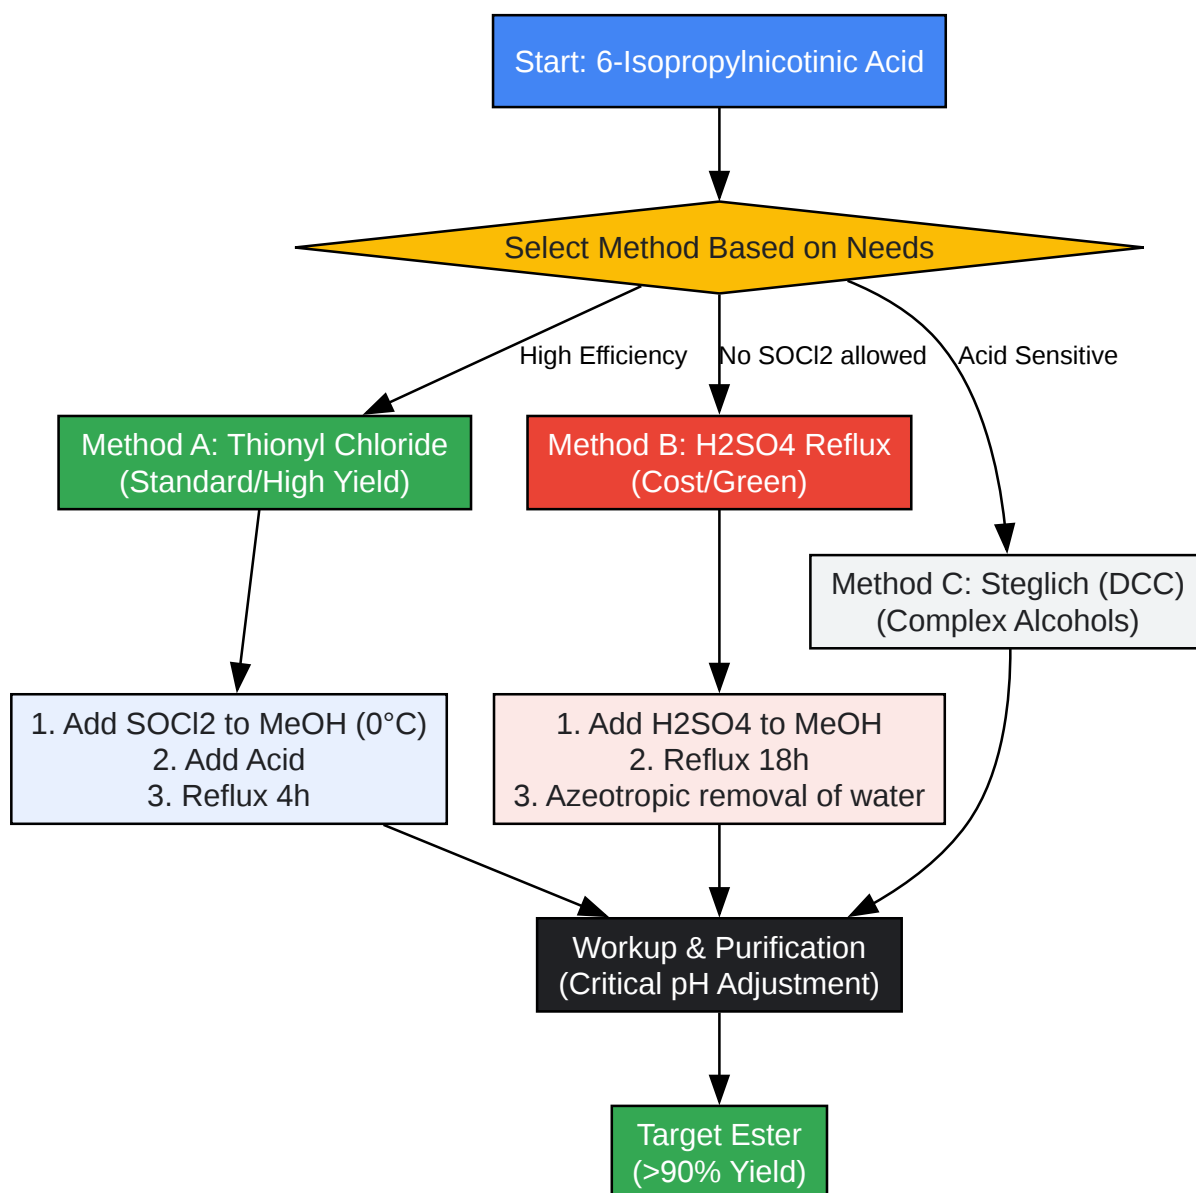 Start: 6-Isopropylnicotinic Acid
Select Method Based on Needs
High Efficiency
No SOCl2 allowed
Acid Sensitive
Method A: Thionyl Chloride
(Standard/High Yield)
Method B: H2SO4 Reflux
(Cost/Green)
Method C: Steglich (DCC)
(Complex Alcohols)
1. Add SOCl2 to MeOH (0°C)
2. Add Acid
3. Reflux 4h
1. Add H2SO4 to MeOH
2. Reflux 18h
3. Azeotropic removal of water
Workup & Purification
(Critical pH Adjustment)
Target Ester
(>90% Yield)